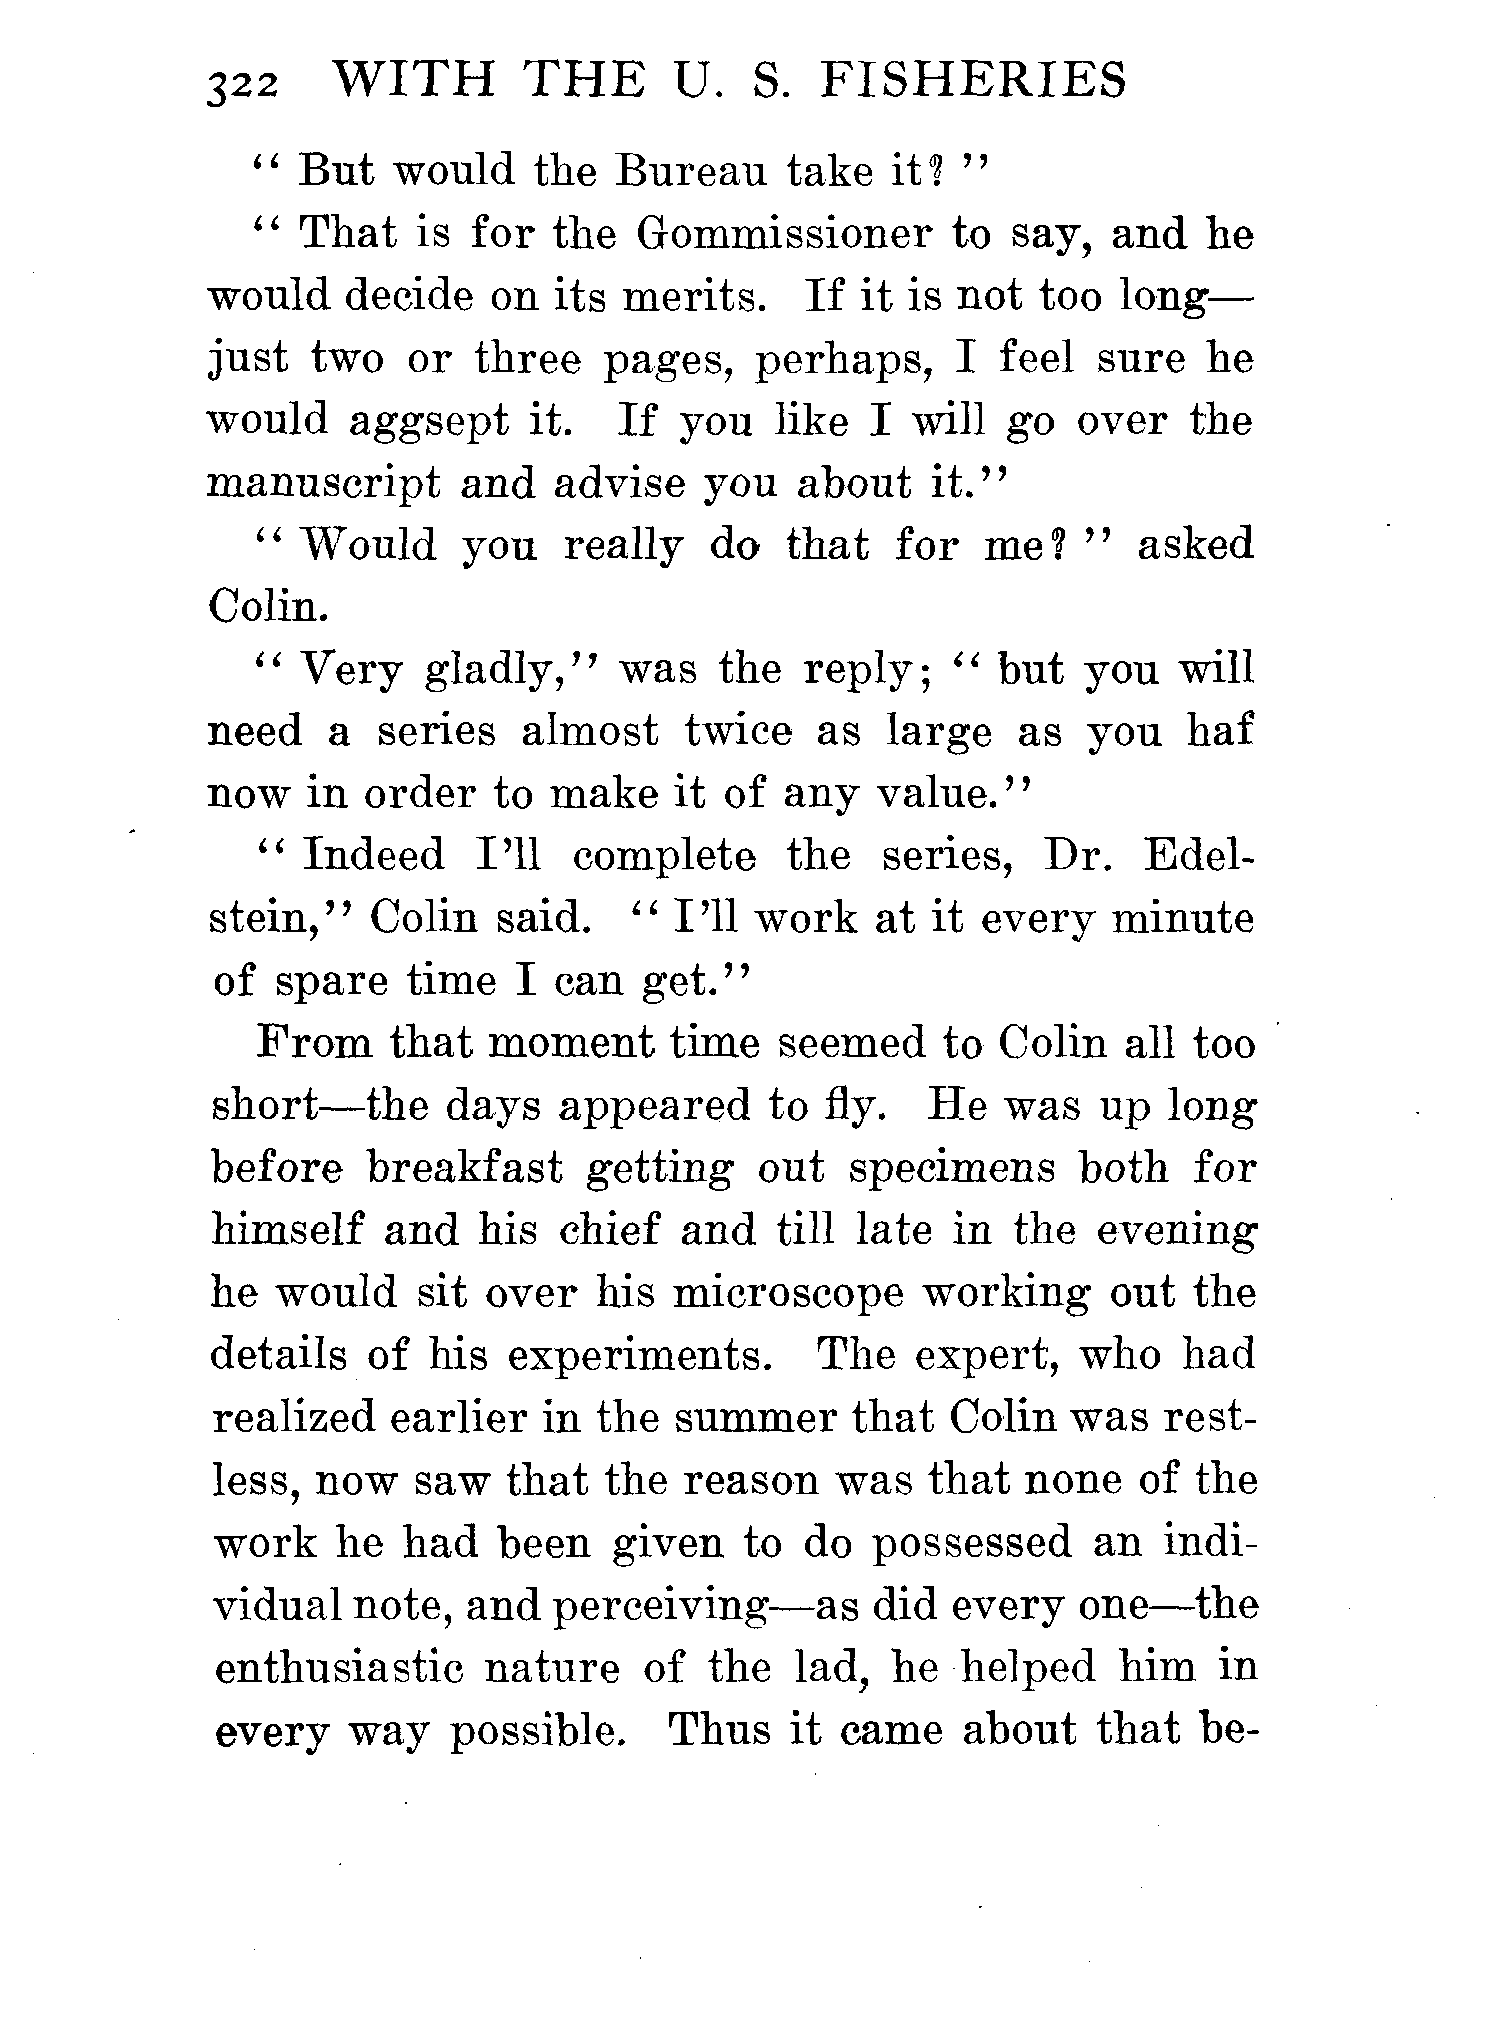 322 WITH THE U. S. FISHERIES
" But would the Bureau take it? "
" That is for the Gommissioner to say, and he
would decide on its merits. If it is not too long—
just two or three pages, perhaps, I feel sure he
would aggsept it. If you like I will go over the
manuscript and advise you about it."
" Would you really do that for me? " asked
Colin.
" Very gladly," was the reply; " but you will
need a series almost twice as large as you haf
now in order to make it of any value."
" Indeed I'll complete the series, Dr. Edel-
stein," Colin said. " I'll work at it every minute
of spare time I can get."
From that moment time seemed to Colin all too
short—the days appeared to fly. He was up long
before breakfast getting out specimens both for
himself and his chief and till late in the evening
he would sit over his microscope working out the
details of his experiments. The expert, who had
realized earlier in the summer that Colin was rest-
less, now saw that the reason was that none of the
work he had been given to do possessed an indi-
vidual note, and perceiving—as did every one—the
enthusiastic nature of the lad, he helped him in
every way possible. Thus it came about that be-